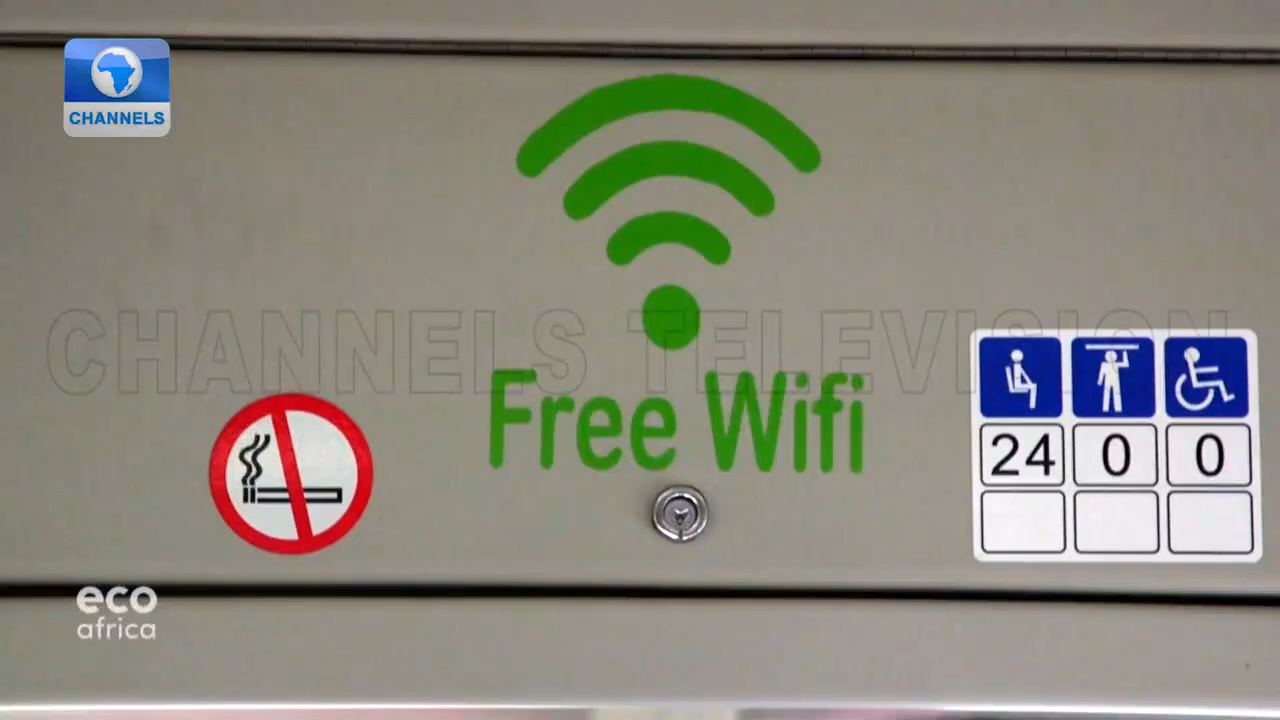 CHANNELS
CHANNELS TELEVISION
Free Wifi
24 0 0
eco
africa